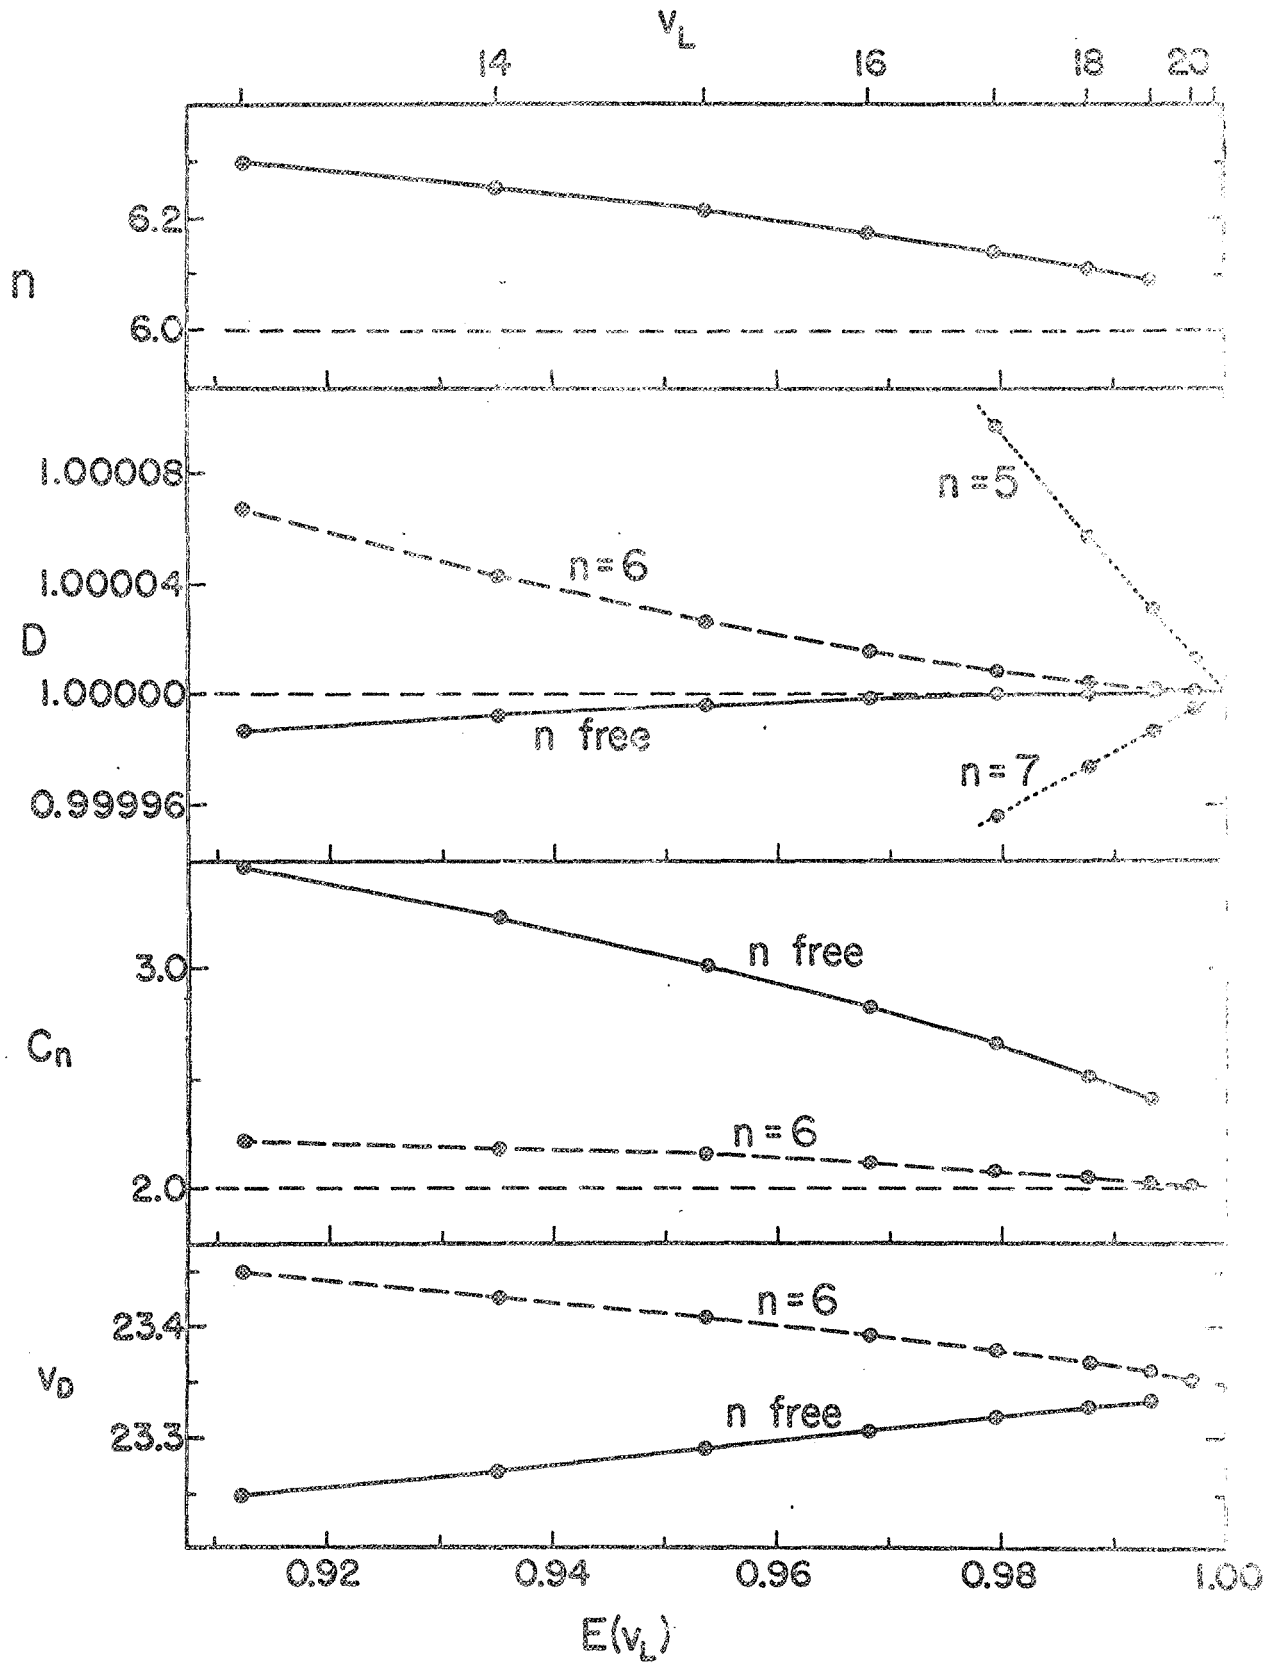 v_L
14 16 18 20
6.2
n
6.0
1.00008
n=5
n=6
1.00004
D
1.00000
n free
n=7
0.99996
n free
3.0
C_n
n=6
2.0
n=6
23.4
v_D
n free
23.3
0.92 0.94 0.96 0.98 1.00
E(v_L)